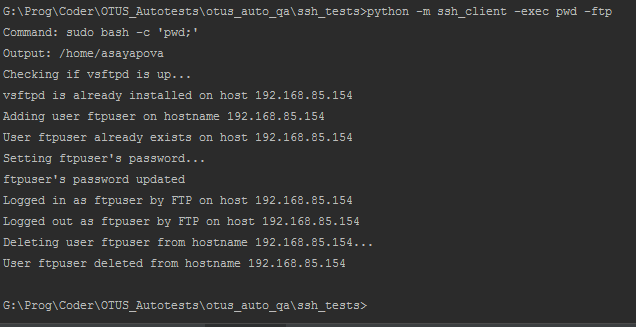 G:\Prog\Coder\OTUS_Autotests\otus_auto_qa\ssh_tests>python -m ssh_client -exec pwd -ftp
Command: sudo bash -c 'pwd;'
Output: /home/asayapova
Checking if vsftpd is up...
vsftpd is already installed on host 192.168.85.154
Adding user ftpuser on hostname 192.168.85.154
User ftpuser already exists on host 192.168.85.154
Setting ftpuser's password...
ftpuser's password updated
Logged in as ftpuser by FTP on host 192.168.85.154
Logged out as ftpuser by FTP on host 192.168.85.154
Deleting user ftpuser from hostname 192.168.85.154...
User ftpuser deleted from hostname 192.168.85.154
G:\Prog\Coder\OTUS_Autotests\otus_auto_qa\ssh_tests>